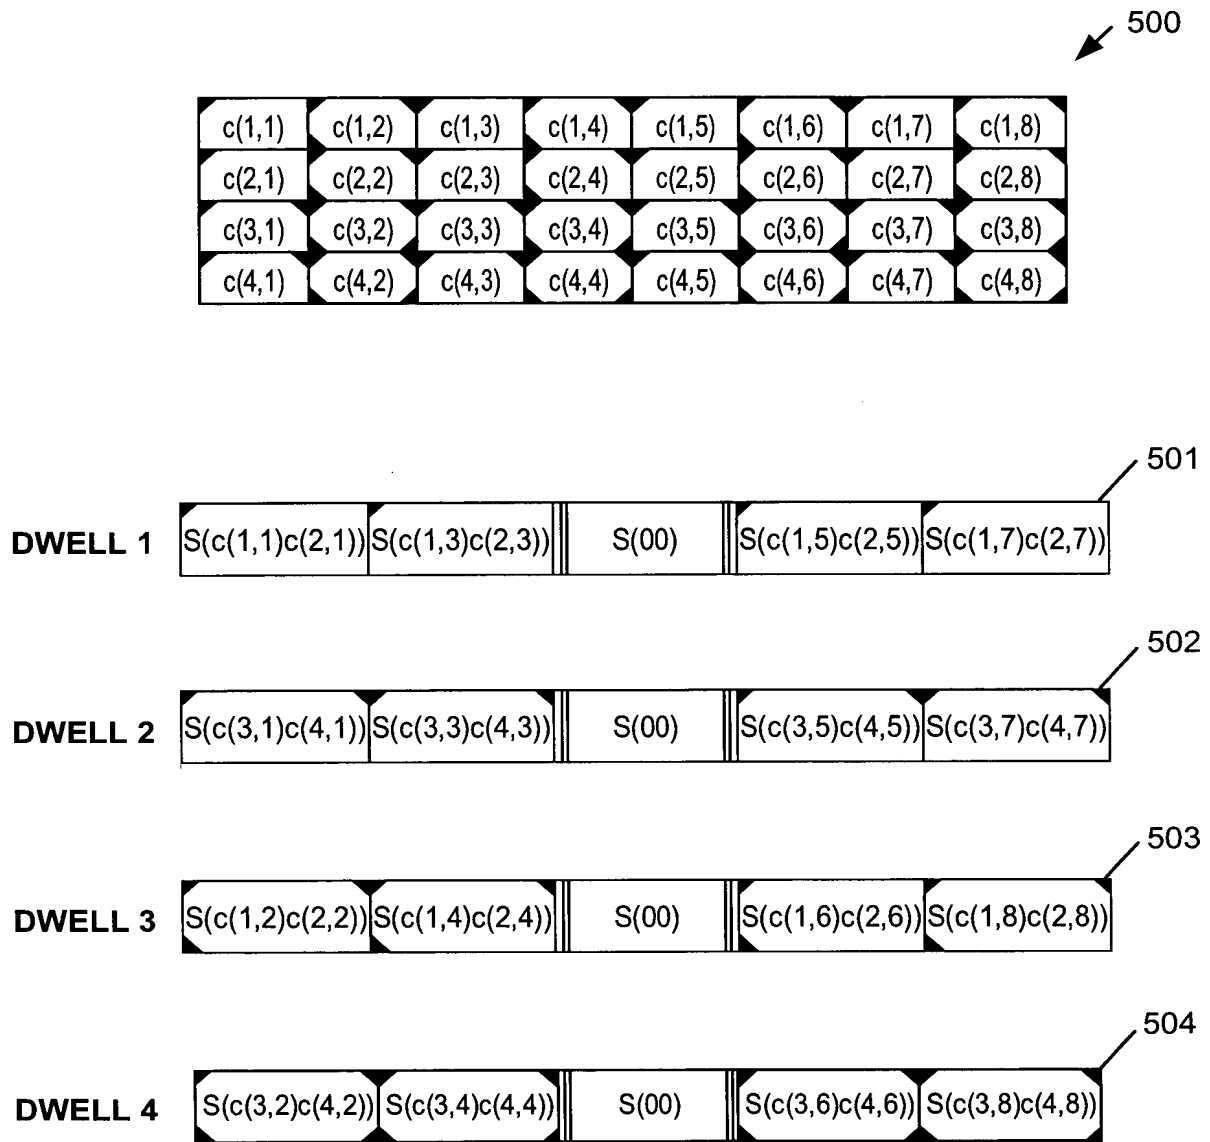 500
c(1,1) c(1,2) c(1,3) c(1,4) c(1,5) c(1,6) c(1,7) c(1,8)
c(2,1) c(2,2) c(2,3) c(2,4) c(2,5) c(2,6) c(2,7) c(2,8)
c(3,1) c(3,2) c(3,3) c(3,4) c(3,5) c(3,6) c(3,7) c(3,8)
c(4,1) c(4,2) c(4,3) c(4,4) c(4,5) c(4,6) c(4,7) c(4,8)
501
DWELL 1 S(c(1,1)c(2,1)) S(c(1,3)c(2,3)) S(00) S(c(1,5)c(2,5)) S(c(1,7)c(2,7))
502
DWELL 2 S(c(3,1)c(4,1)) S(c(3,3)c(4,3)) S(00) S(c(3,5)c(4,5)) S(c(3,7)c(4,7))
503
DWELL 3 S(c(1,2)c(2,2)) S(c(1,4)c(2,4)) S(00) S(c(1,6)c(2,6)) S(c(1,8)c(2,8))
504
DWELL 4 S(c(3,2)c(4,2)) S(c(3,4)c(4,4)) S(00) S(c(3,6)c(4,6)) S(c(3,8)c(4,8))